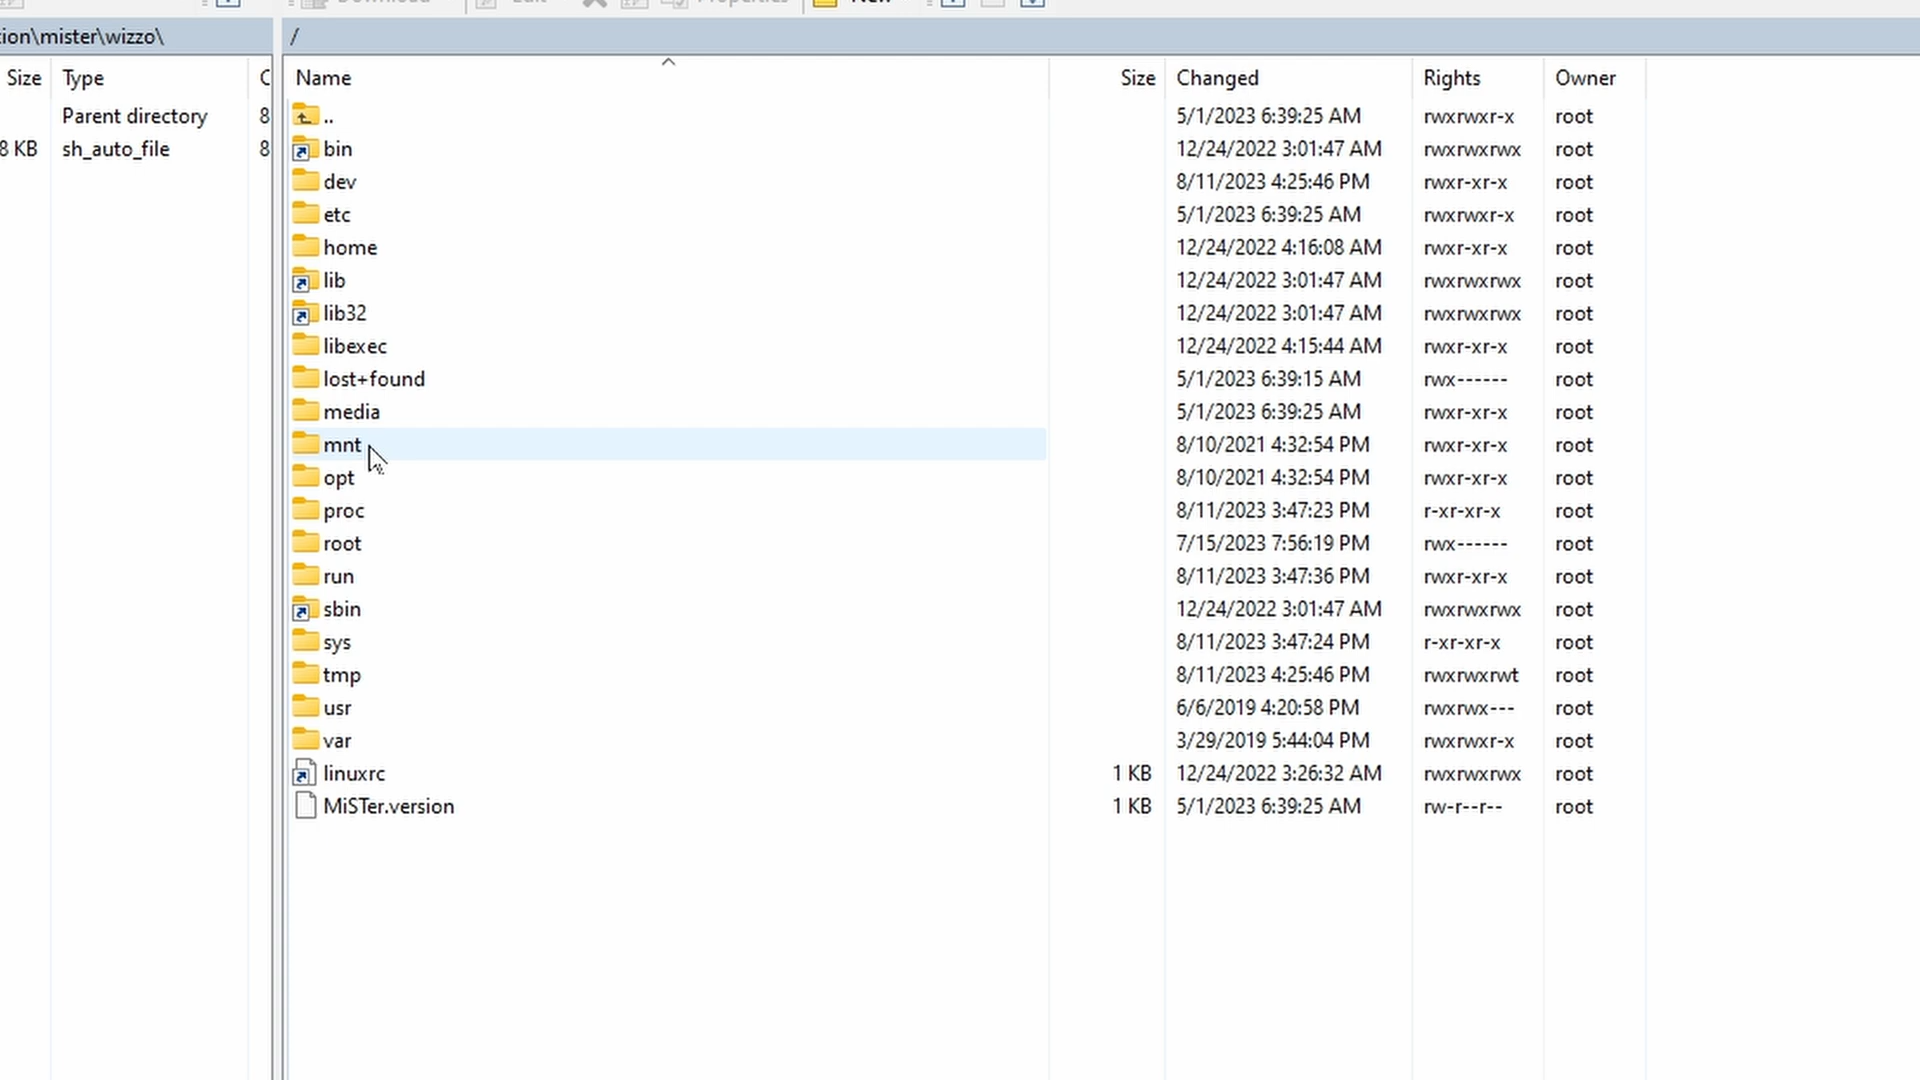 Download Edit Properties New
ion\mister\wizzo\ /
Size Type C Name Size Changed Rights Owner
Parent directory 8 .. 5/1/2023 6:39:25 AM rwxrwxr-x root
8 KB sh_auto_file 8 bin 12/24/2022 3:01:47 AM rwxrwxrwx root
dev 8/11/2023 4:25:46 PM rwxr-xr-x root
etc 5/1/2023 6:39:25 AM rwxrwxr-x root
home 12/24/2022 4:16:08 AM rwxr-xr-x root
lib 12/24/2022 3:01:47 AM rwxrwxrwx root
lib32 12/24/2022 3:01:47 AM rwxrwxrwx root
libexec 12/24/2022 4:15:44 AM rwxr-xr-x root
lost+found 5/1/2023 6:39:15 AM rwx------ root
media 5/1/2023 6:39:25 AM rwxr-xr-x root
mnt 8/10/2021 4:32:54 PM rwxr-xr-x root
opt 8/10/2021 4:32:54 PM rwxr-xr-x root
proc 8/11/2023 3:47:23 PM r-xr-xr-x root
root 7/15/2023 7:56:19 PM rwx------ root
run 8/11/2023 3:47:36 PM rwxr-xr-x root
sbin 12/24/2022 3:01:47 AM rwxrwxrwx root
sys 8/11/2023 3:47:24 PM r-xr-xr-x root
tmp 8/11/2023 4:25:46 PM rwxrwxrwt root
usr 6/6/2019 4:20:58 PM rwxrwx--- root
var 3/29/2019 5:44:04 PM rwxrwxr-x root
linuxrc 1 KB 12/24/2022 3:26:32 AM rwxrwxrwx root
MiSTer.version 1 KB 5/1/2023 6:39:25 AM rw-r--r-- root